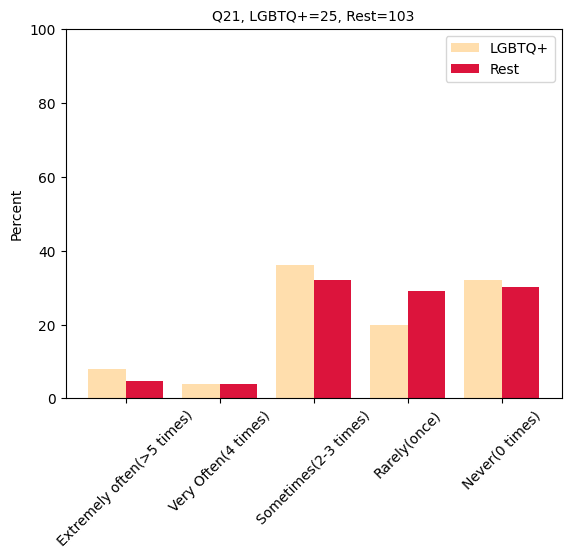 Q21, LGBTQ+=25, Rest=103
100
80
60
40
20
0
Percent
LGBTQ+
Rest
Extremely often(>5 times)
Very Often(4 times)
Sometimes(2-3 times)
Rarely(once)
Never(0 times)